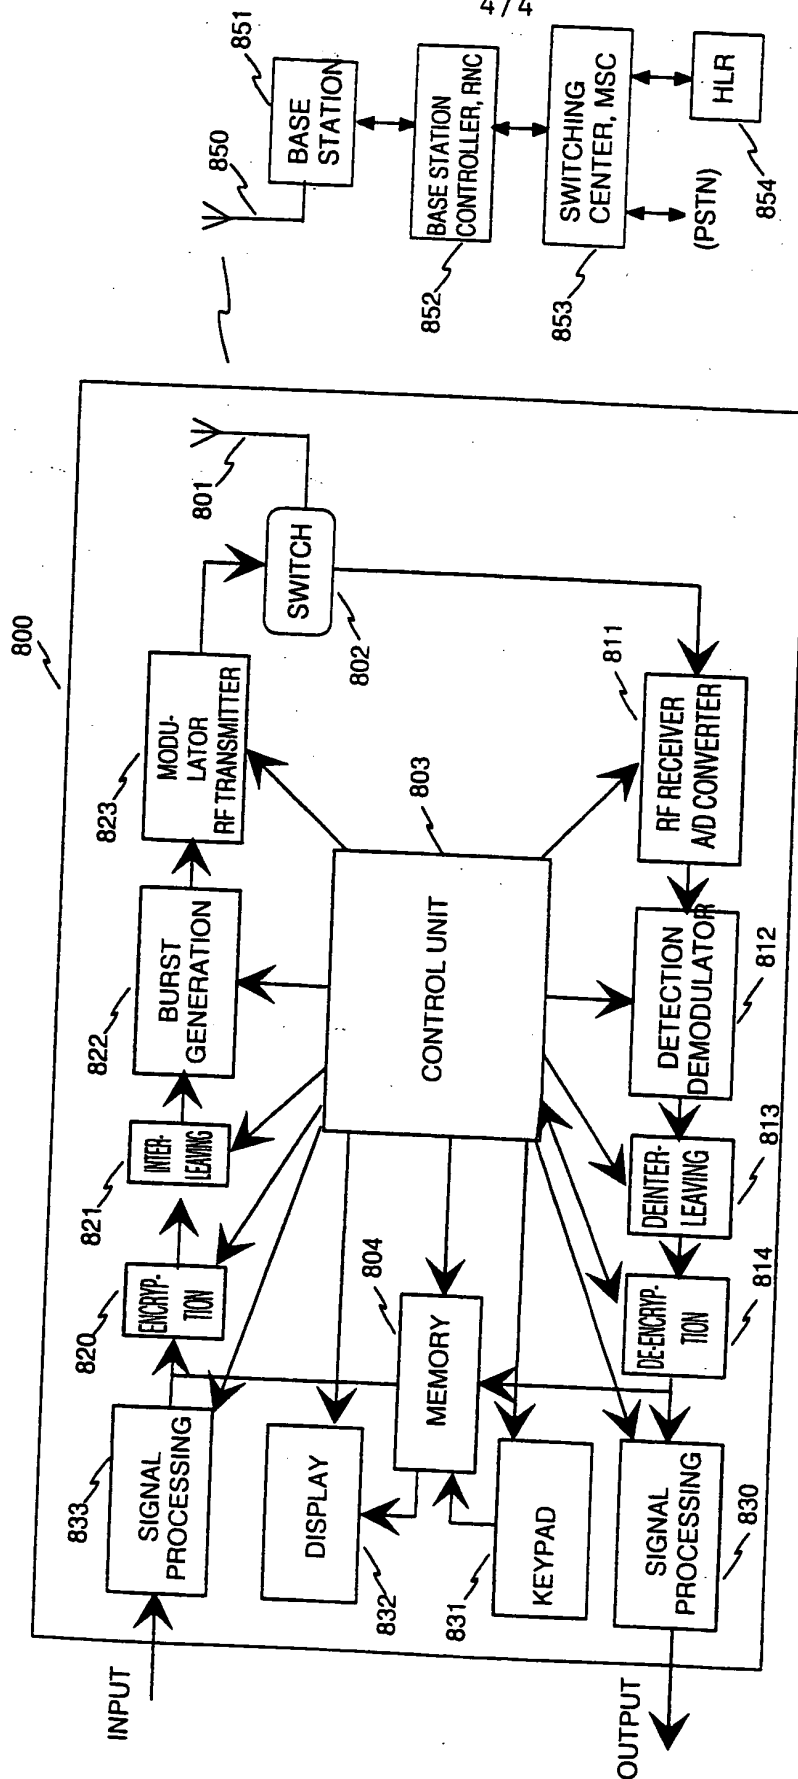 4/4
800
INPUT
833
SIGNAL
PROCESSING
820
ENCRYP-
TION
821
INTER-
LEAVING
822
BURST
GENERATION
823
MODU-
LATOR
RF TRANSMITTER
801
SWITCH
802
850
851
BASE
STATION
852
BASE STATION
CONTROLLER, RNC
853
SWITCHING
CENTER, MSC
HLR
854
(PSTN)
803
CONTROL UNIT
804
MEMORY
DISPLAY
832
KEYPAD
831
811
RF RECEIVER
A/D CONVERTER
DETECTION
DEMODULATOR
812
DEINTER-
LEAVING
813
DE-ENCRYP-
TION
814
SIGNAL
PROCESSING
830
OUTPUT